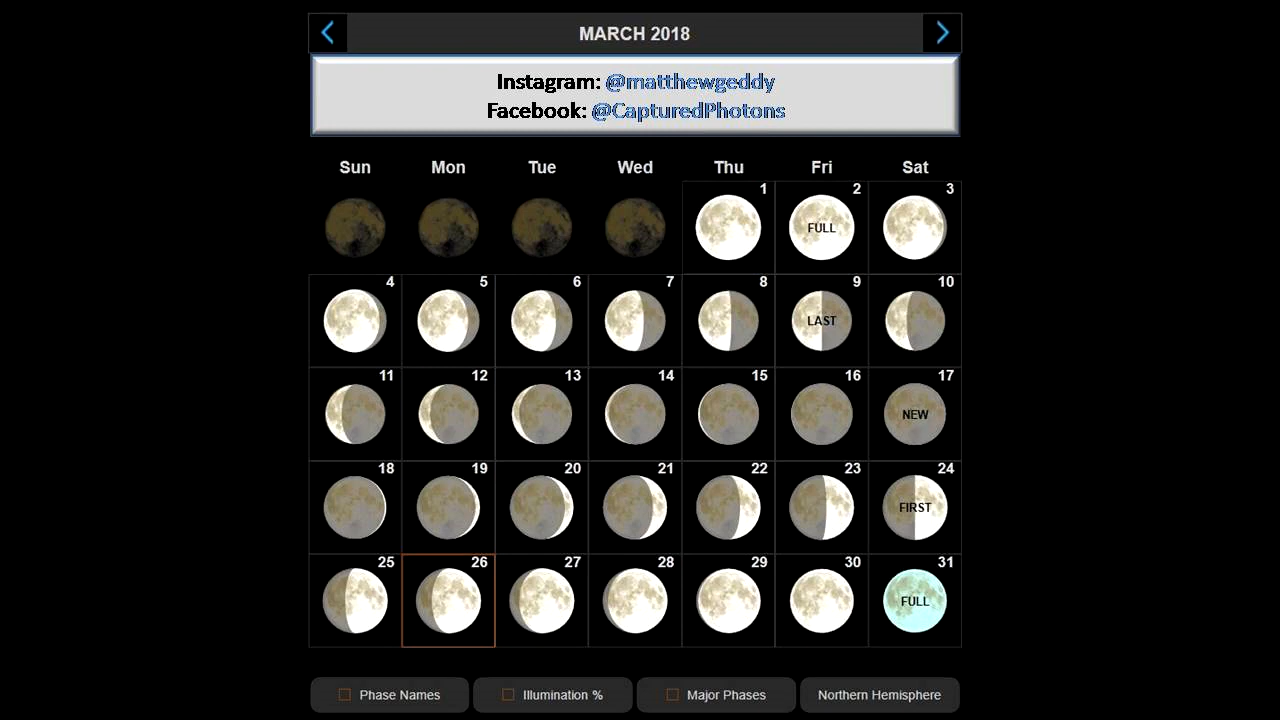 MARCH 2018
Instagram: @matthewgeddy
Facebook: @CapturedPhotons
Sun Mon Tue Wed Thu Fri Sat
1 2 3
FULL
4 5 6 7 8 9 10
LAST
11 12 13 14 15 16 17
NEW
18 19 20 21 22 23 24
FIRST
25 26 27 28 29 30 31
FULL
Phase Names Illumination % Major Phases Northern Hemisphere